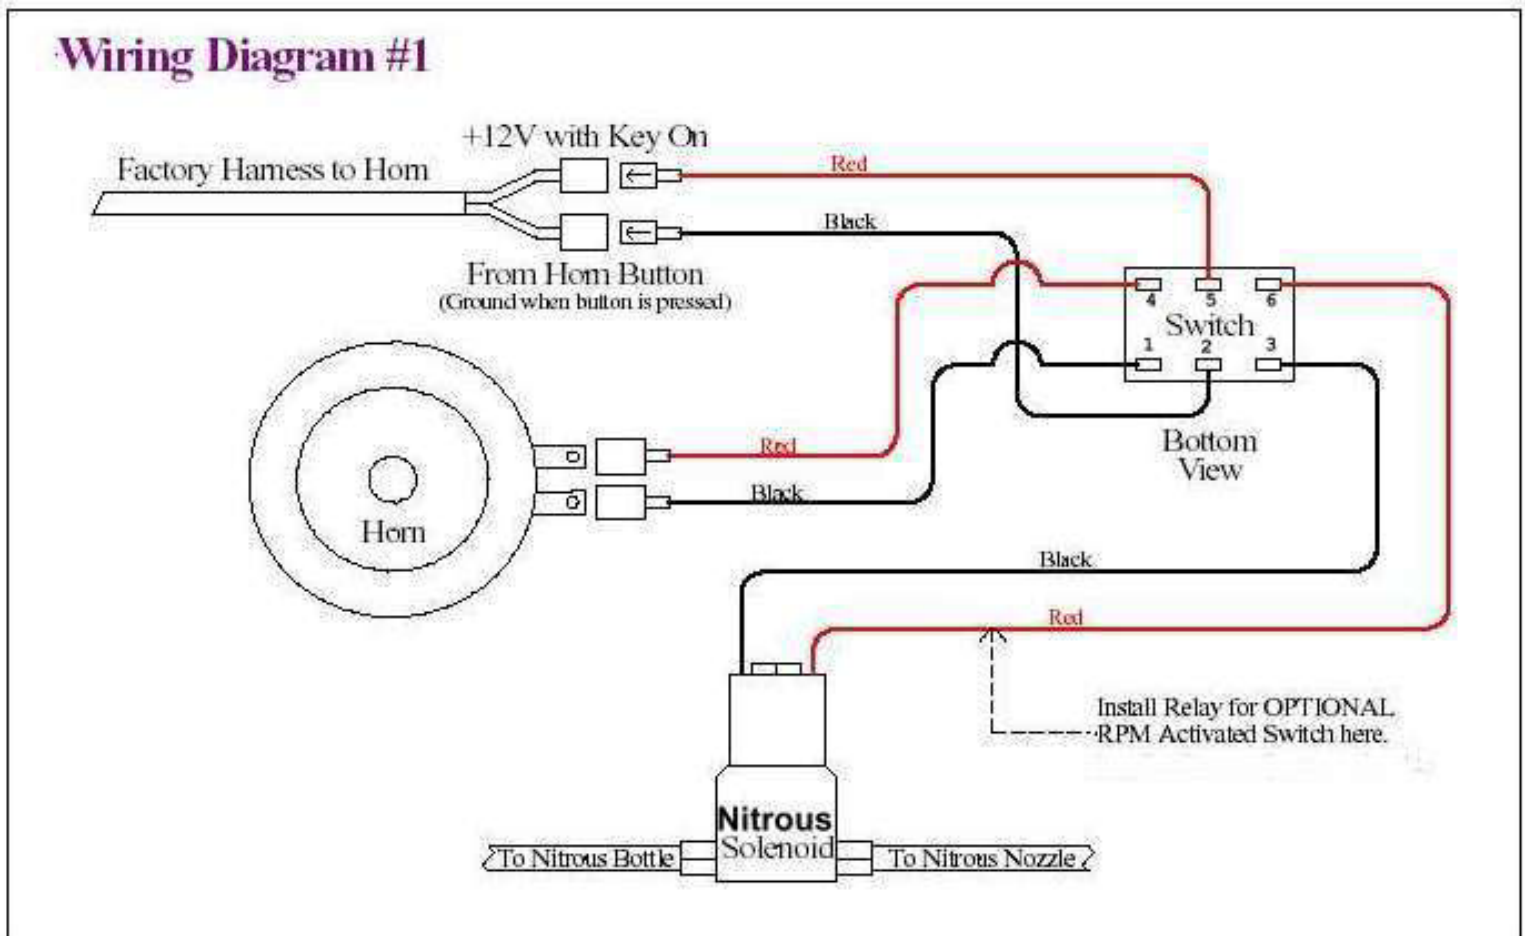 Wiring Diagram #1
+12V with Key On
Factory Harness to Horn
Red
Black
From Horn Button
(Ground when button is pressed)
4 5 6
Switch
1 2 3
Bottom
View
Red
Black
Horn
Black
Red
Install Relay for OPTIONAL
RPM Activated Switch here.
Nitrous
Solenoid
To Nitrous Bottle
To Nitrous Nozzle